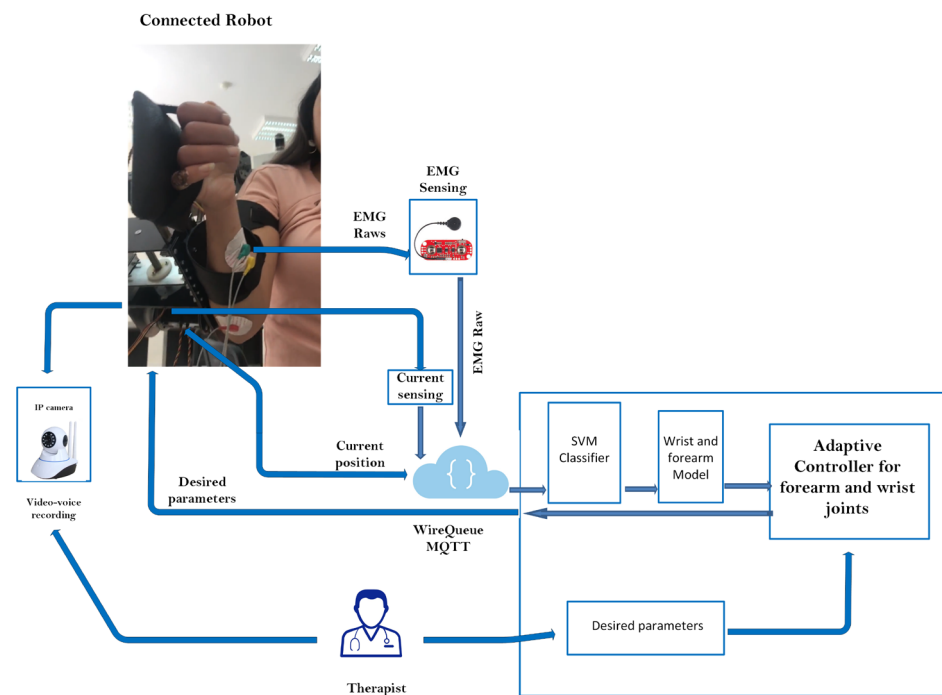 Connected Robot
EMG
Sensing
EMG
Raws
EMG Raw
Current
sensing
IP camera
Video-voice
recording
Current
position
Desired
parameters
{ }
WireQueue
MQTT
SVM
Classifier
Wrist and
forearm
Model
Adaptive
Controller for
forearm and wrist
joints
Desired parameters
Therapist